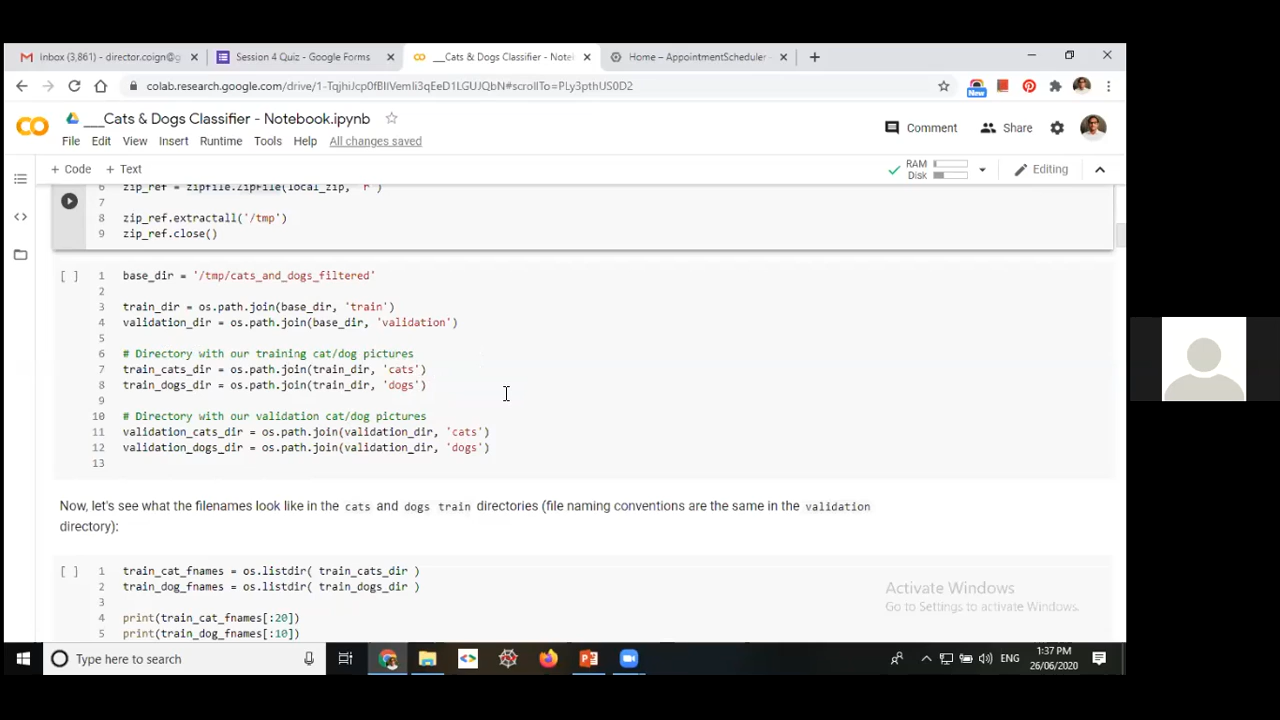 Inbox (3,861) - director.coign@g
Session 4 Quiz - Google Forms
__Cats & Dogs Classifier - Note
Home – AppointmentScheduler -
New
___Cats & Dogs Classifier - Notebook.ipynb
Comment
Share
File Edit View Insert Runtime Tools Help All changes saved
+ Code + Text
RAM
Disk
Editing
6 zip_ref = zipfile.ZipFile(local_zip, 'r')
7
8 zip_ref.extractall('/tmp')
9 zip_ref.close()
[ ] 1 base_dir = '/tmp/cats_and_dogs_filtered'
2
3 train_dir = os.path.join(base_dir, 'train')
4 validation_dir = os.path.join(base_dir, 'validation')
5
6 # Directory with our training cat/dog pictures
7 train_cats_dir = os.path.join(train_dir, 'cats')
8 train_dogs_dir = os.path.join(train_dir, 'dogs')
9
10 # Directory with our validation cat/dog pictures
11 validation_cats_dir = os.path.join(validation_dir, 'cats')
12 validation_dogs_dir = os.path.join(validation_dir, 'dogs')
13
Now, let's see what the filenames look like in the cats and dogs train directories (file naming conventions are the same in the validation
directory):
[ ] 1 train_cat_fnames = os.listdir( train_cats_dir )
2 train_dog_fnames = os.listdir( train_dogs_dir )
3
4 print(train_cat_fnames[:20])
5 print(train_dog_fnames[:10])
Activate Windows
Go to Settings to activate Windows.
Type here to search
ENG
1:37 PM
26/06/2020